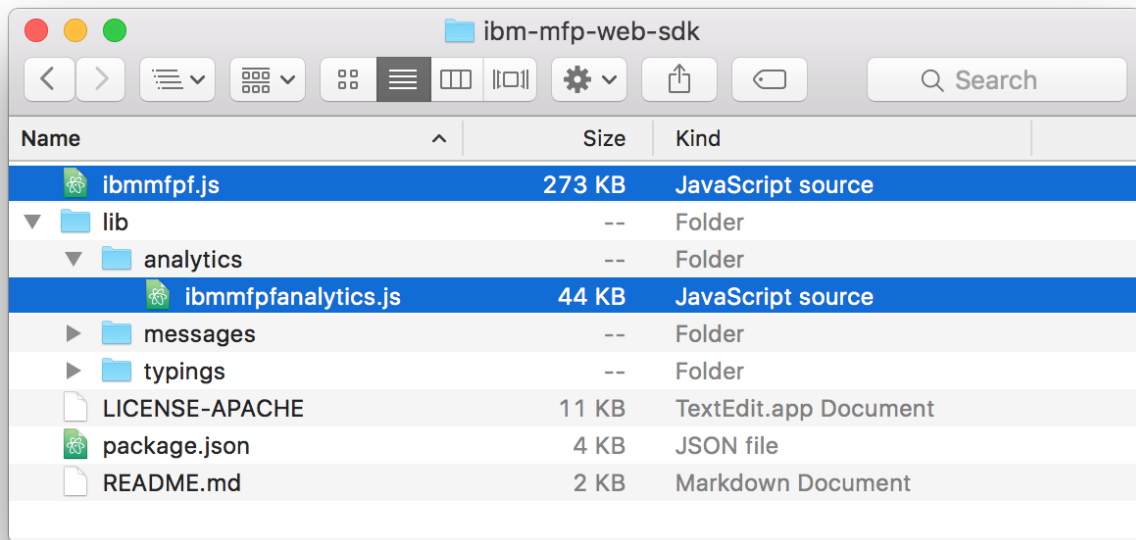 ibm-mfp-web-sdk
Search
Name Size Kind
ibmmfpf.js 273 KB JavaScript source
lib -- Folder
analytics -- Folder
ibmmfpfanalytics.js 44 KB JavaScript source
messages -- Folder
typings -- Folder
LICENSE-APACHE 11 KB TextEdit.app Document
package.json 4 KB JSON file
README.md 2 KB Markdown Document